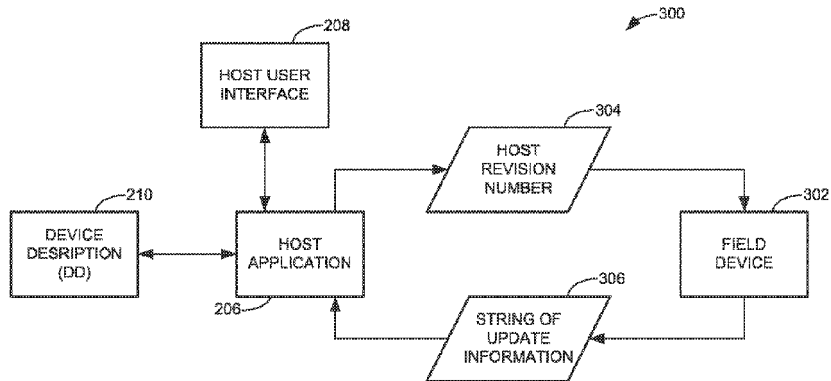 300
208
HOST USER
INTERFACE
304
HOST
REVISION
NUMBER
210
DEVICE
DESRIPTION
(DD)
HOST
APPLICATION
206
302
FIELD
DEVICE
306
STRING OF
UPDATE
INFORMATION